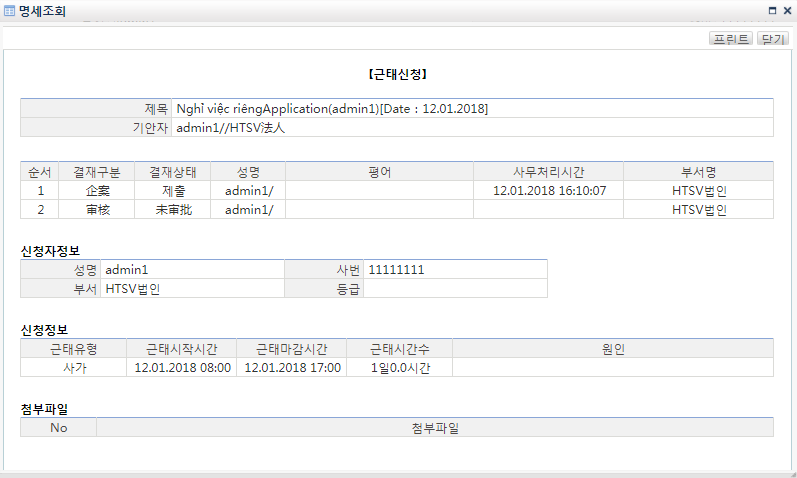 명세조회
프린트 닫기
[근태신청]
제목 Nghỉ việc riêngApplication(admin1)[Date : 12.01.2018]
기안자 admin1//HTSV法人
순서 결재구분 결재상태 성명 평어 사무처리시간 부서명
1 企案 제출 admin1/ 12.01.2018 16:10:07 HTSV법인
2 审核 未审批 admin1/ HTSV법인
신청자정보
성명 admin1 사번 11111111
부서 HTSV법인 등급
신청정보
근태유형 근태시작시간 근태마감시간 근태시간수 원인
사가 12.01.2018 08:00 12.01.2018 17:00 1일0.0시간
첨부파일
No 첨부파일